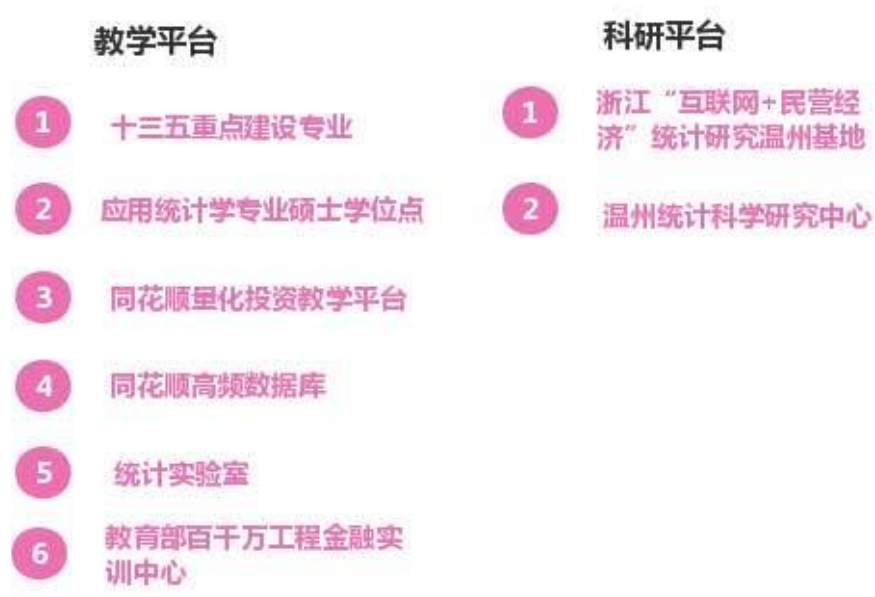 教学平台
1 十三五重点建设专业
2 应用统计学专业硕士学位点
3 同花顺量化投资教学平台
4 同花顺高频数据库
5 统计实验室
6 教育部百千万工程金融实
训中心
科研平台
1 浙江“互联网+民营经
济”统计研究温州基地
2 温州统计科学研究中心